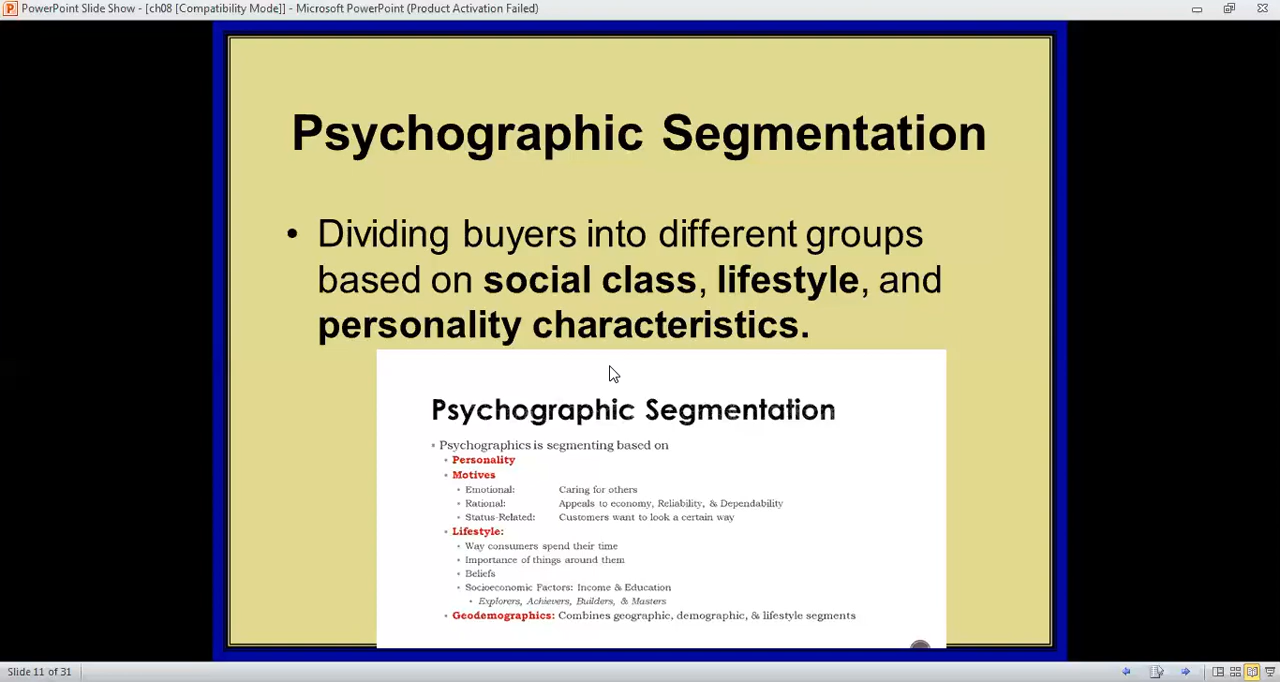 PowerPoint Slide Show - [ch08 [Compatibility Mode]] - Microsoft PowerPoint (Product Activation Failed)
Psychographic Segmentation
• Dividing buyers into different groups
based on social class, lifestyle, and
personality characteristics.
Psychographic Segmentation
• Psychographics is segmenting based on
• Personality
• Motives
• Emotional: Caring for others
• Rational: Appeals to economy, Reliability, & Dependability
• Status-Related: Customers want to look a certain way
• Lifestyle:
• Way consumers spend their time
• Importance of things around them
• Beliefs
• Socioeconomic Factors: Income & Education
• Explorers, Achievers, Builders, & Masters
• Geodemographics: Combines geographic, demographic, & lifestyle segments
Slide 11 of 31